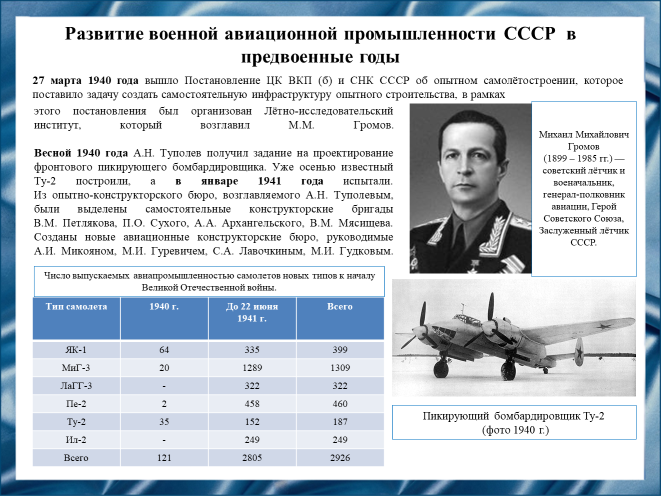 Развитие военной авиационной промышленности СССР в
предвоенные годы
27 марта 1940 года вышло Постановление ЦК ВКП (б) и СНК СССР об опытном самолётостроении, которое
поставило задачу создать самостоятельную инфраструктуру опытного строительства, в рамках
этого постановления был организован Лётно-исследовательский
институт, который возглавил М.М. Громов.
Весной 1940 года А.Н. Туполев получил задание на проектирование
фронтового пикирующего бомбардировщика. Уже осенью известный
Ту-2 построили, а в январе 1941 года испытали.
Из опытно-конструкторского бюро, возглавляемого А.Н. Туполевым,
были выделены самостоятельные конструкторские бригады
В.М. Петлякова, П.О. Сухого, А.А. Архангельского, В.М. Мясищева.
Созданы новые авиационные конструкторские бюро, руководимые
А.И. Микояном, М.И. Гуревичем, С.А. Лавочкиным, М.И. Гудковым.
Михаил Михайлович
Громов
(1899 – 1985 гг.) —
советский лётчик и
военачальник,
генерал-полковник
авиации, Герой
Советского Союза,
Заслуженный лётчик
СССР.
Число выпускаемых авиапромышленностью самолетов новых типов к началу
Великой Отечественной войны.
Тип самолета 1940 г. До 22 июня Всего
1941 г.
ЯК-1 64 335 399
МиГ-3 20 1289 1309
ЛаГГ-3 - 322 322
Пе-2 2 458 460
Ту-2 35 152 187
Ил-2 - 249 249
Всего 121 2805 2926
Пикирующий бомбардировщик Ту-2
(фото 1940 г.)